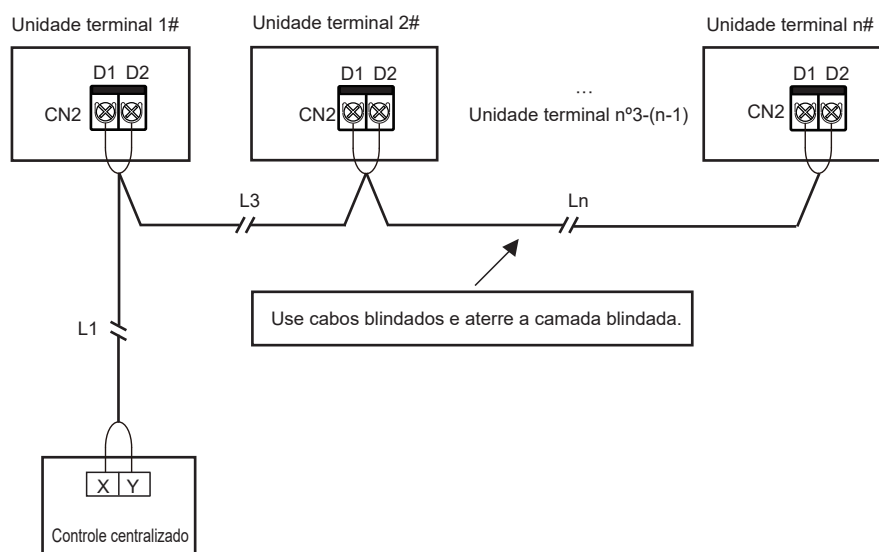 Unidade terminal 1#
Unidade terminal 2#
Unidade terminal n#
D1 D2
CN2
D1 D2
CN2
...
Unidade terminal nº3-(n-1)
D1 D2
CN2
L3
Ln
L1
Use cabos blindados e aterre a camada blindada.
X Y
Controle centralizado